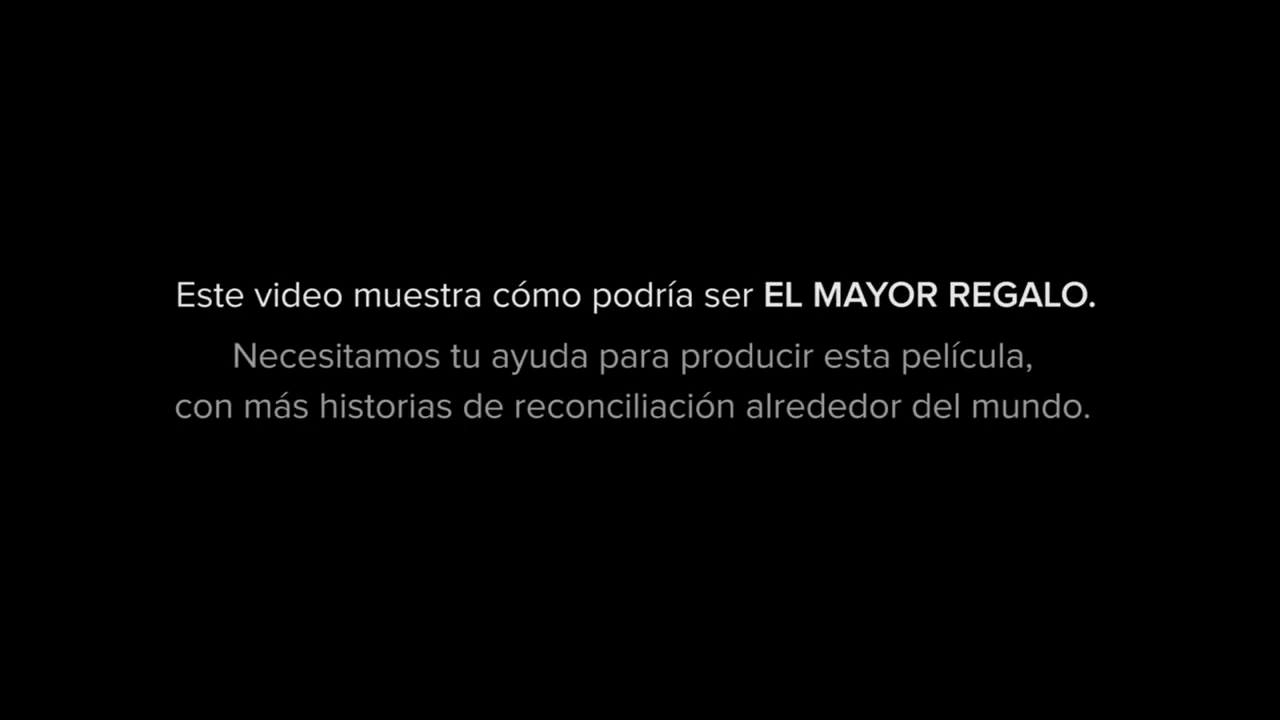 Este video muestra cómo podría ser EL MAYOR REGALO.
Necesitamos tu ayuda para producir esta película,
con más historias de reconciliación alrededor del mundo.